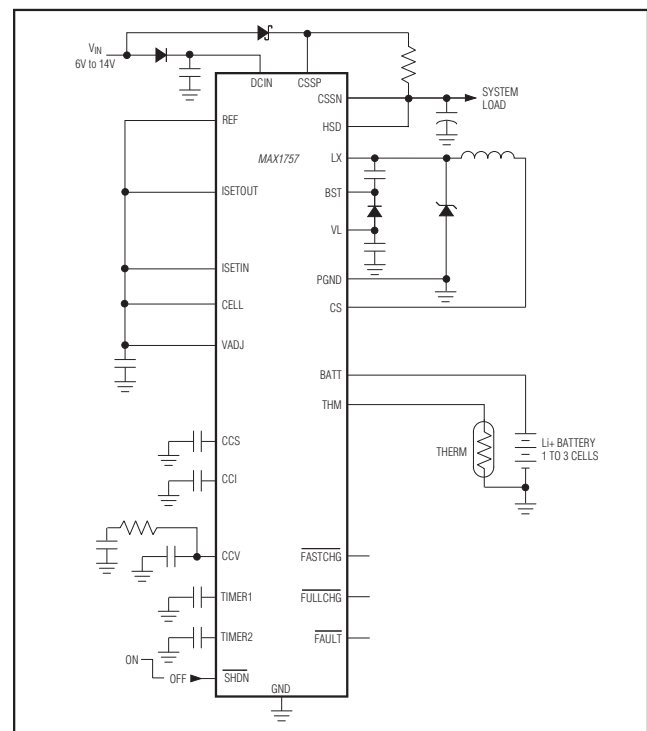 VIN
6V to 14V
DCIN
CSSP
CSSN
SYSTEM
LOAD
REF
HSD
MAX1757
LX
ISETOUT
BST
VL
ISETIN
PGND
CELL
CS
VADJ
BATT
THM
CCS
THERM
Li+ BATTERY
1 TO 3 CELLS
CCI
CCV
FASTCHG
TIMER1
FULLCHG
TIMER2
FAULT
ON
OFF
SHDN
GND